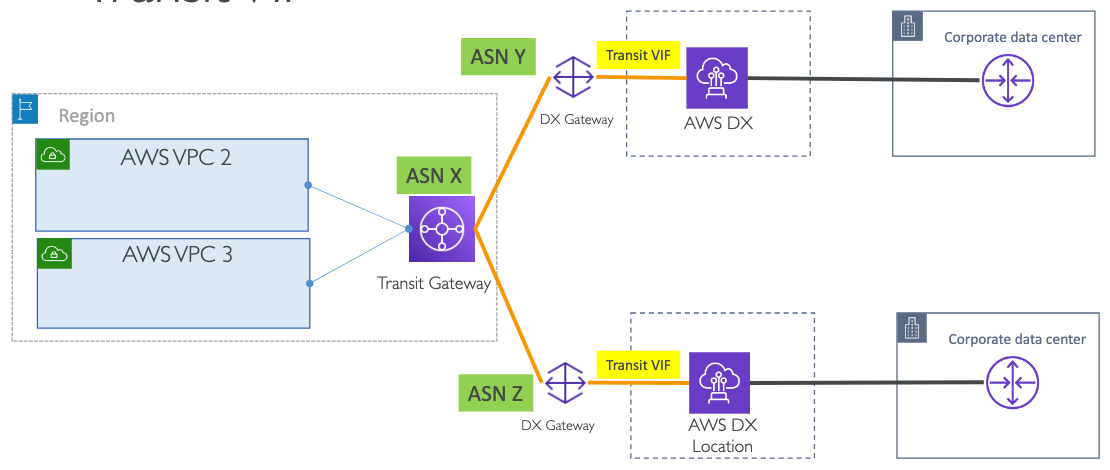 Transit VIF
ASN Y
Transit VIF
Corporate data center
DX Gateway
AWS DX
Region
AWS VPC 2
ASN X
AWS VPC 3
Transit Gateway
Transit VIF
Corporate data center
ASN Z
DX Gateway
AWS DX
Location